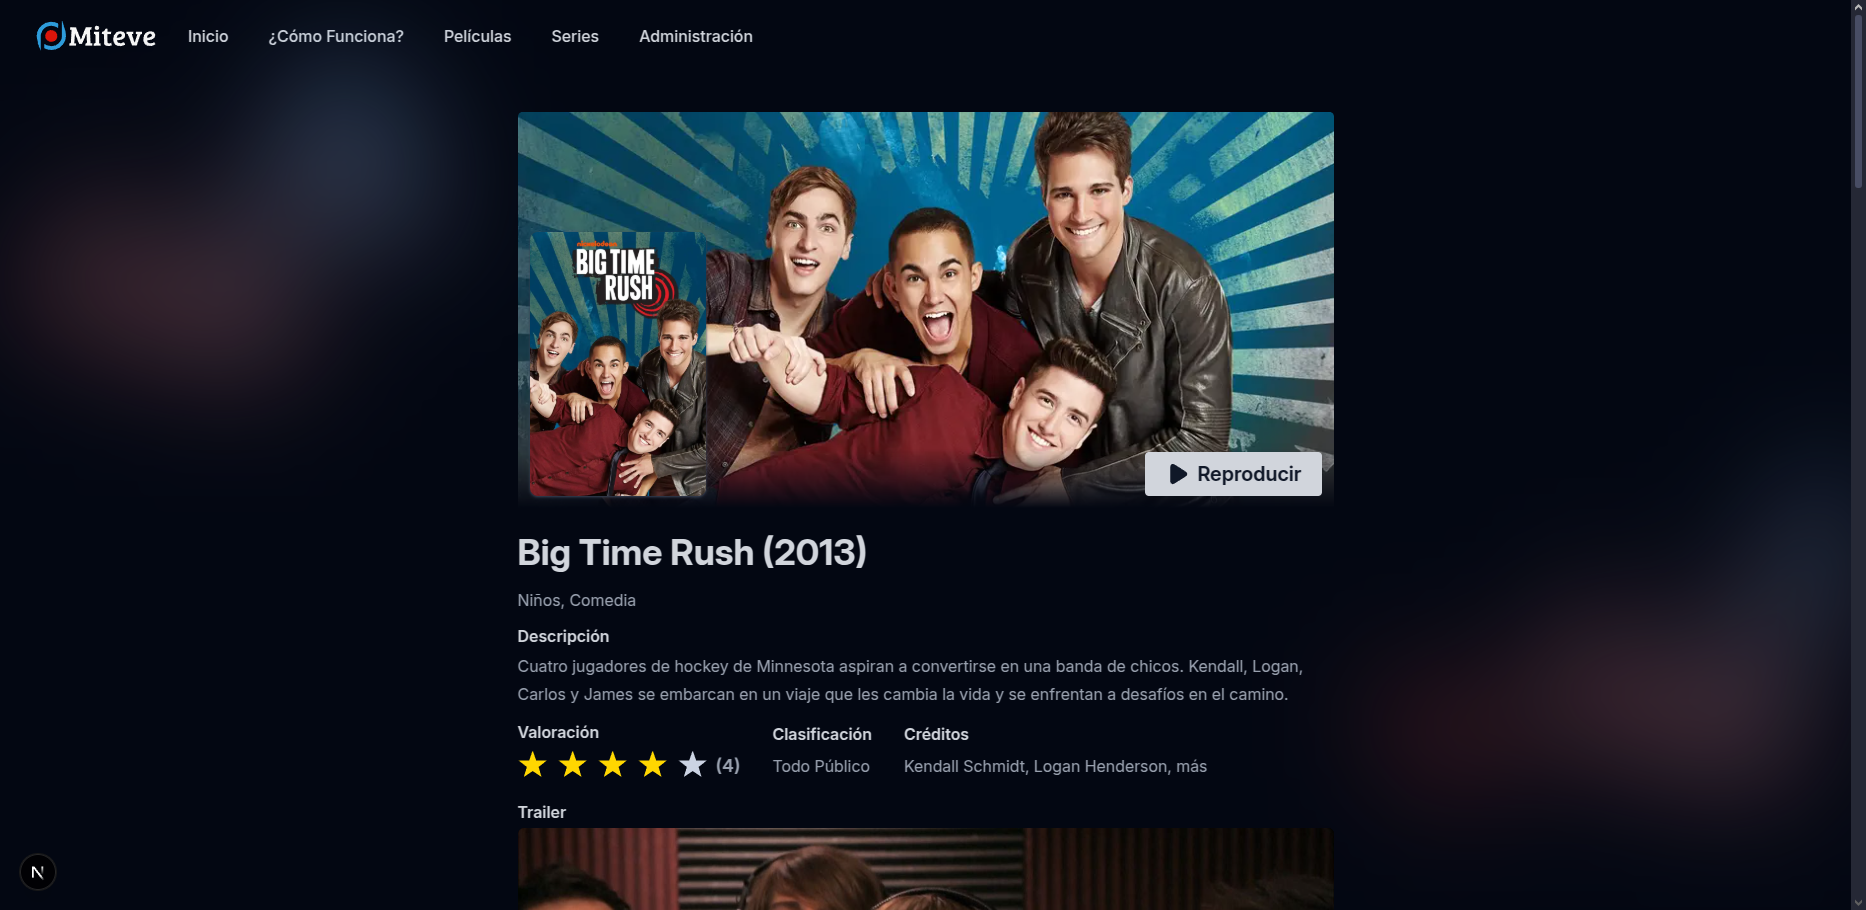 Miteve
Inicio
¿Cómo Funciona?
Películas
Series
Administración
nickelodeon
BIG TIME
RUSH
Reproducir
Big Time Rush (2013)
Niños, Comedia
Descripción
Cuatro jugadores de hockey de Minnesota aspiran a convertirse en una banda de chicos. Kendall, Logan,
Carlos y James se embarcan en un viaje que les cambia la vida y se enfrentan a desafíos en el camino.
Valoración
(4)
Clasificación
Todo Público
Créditos
Kendall Schmidt, Logan Henderson, más
Trailer
N